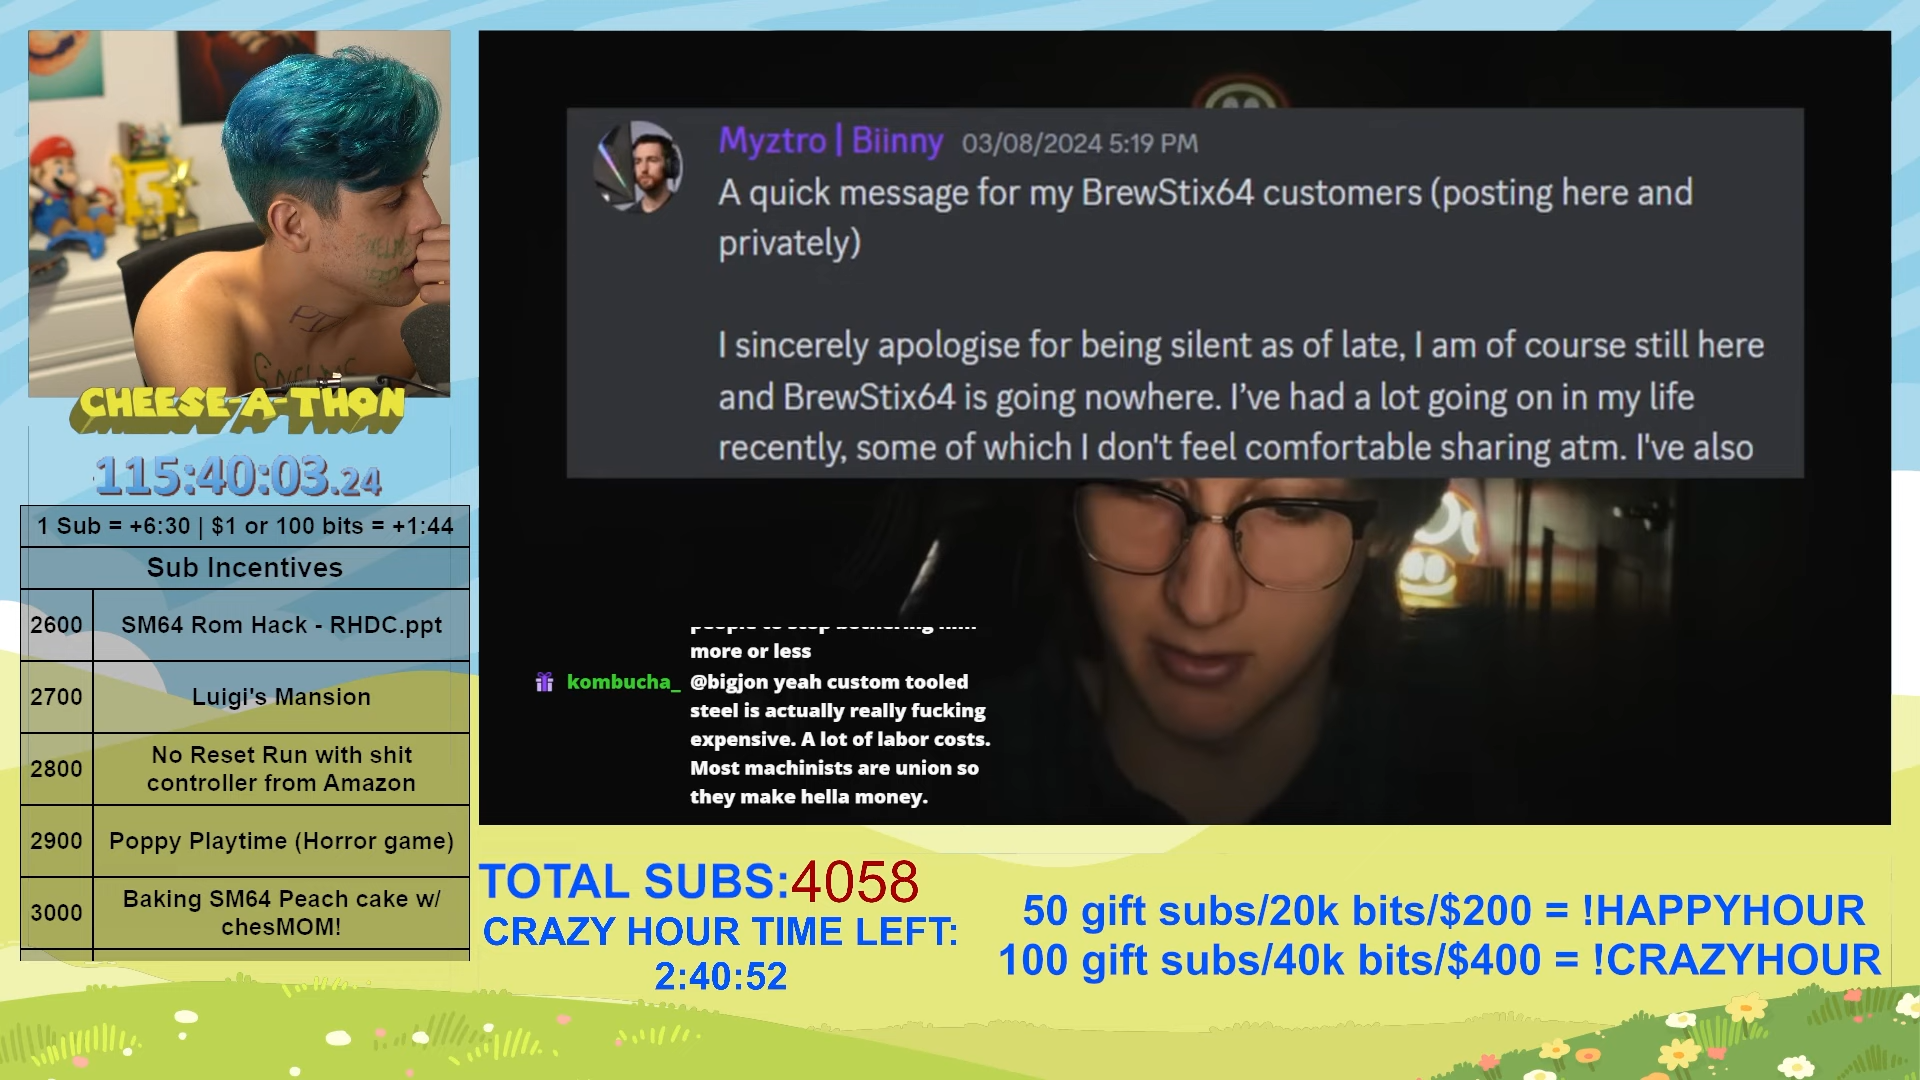 Myztro | Biinny 03/08/2024 5:19 PM
A quick message for my BrewStix64 customers (posting here and
privately)
I sincerely apologise for being silent as of late, I am of course still here
and BrewStix64 is going nowhere. I’ve had a lot going on in my life
recently, some of which I don't feel comfortable sharing atm. I've also
CHEESE-A-THON
115:40:03.24
1 Sub = +6:30 | $1 or 100 bits = +1:44
Sub Incentives
2600 SM64 Rom Hack - RHDC.ppt
2700 Luigi's Mansion
2800 No Reset Run with shit
controller from Amazon
2900 Poppy Playtime (Horror game)
3000 Baking SM64 Peach cake w/
chesMOM!
people to stop bothering him
more or less
kombucha_ @bigjon yeah custom tooled
steel is actually really fucking
expensive. A lot of labor costs.
Most machinists are union so
they make hella money.
TOTAL SUBS:4058
CRAZY HOUR TIME LEFT:
2:40:52
50 gift subs/20k bits/$200 = !HAPPYHOUR
100 gift subs/40k bits/$400 = !CRAZYHOUR